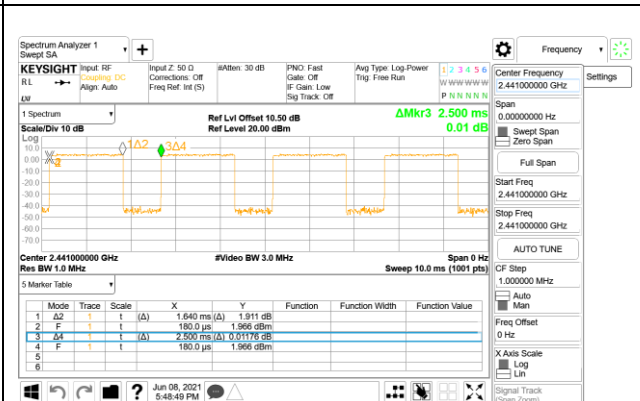 Spectrum Analyzer 1
Swept SA
Frequency
KEYSIGHT
RL
Input: RF
Coupling: DC
Align: Auto
Input Z: 50 Ω
Corrections: Off
Freq Ref: Int (S)
#Atten: 30 dB
PNO: Fast
Gate: Off
IF Gain: Low
Sig Track: Off
Avg Type: Log-Power
Trig: Free Run
1 2 3 4 5 6
W W W W W W
P N N N N N
1 Spectrum
Scale/Div 10 dB
Ref Lvl Offset 10.50 dB
Ref Level 20.00 dBm
ΔMkr3 2.500 ms
0.01 dB
Log
10.0
0.00
-10.0
-20.0
-30.0
-40.0
-50.0
-60.0
-70.0
1Δ2
3Δ4
Center 2.441000000 GHz
Res BW 1.0 MHz
#Video BW 3.0 MHz
Span 0 Hz
Sweep 10.0 ms (1001 pts)
5 Marker Table
Mode Trace Scale X Y Function Function Width Function Value
1 Δ2 1 t (Δ) 1.640 ms (Δ) 1.911 dB
2 F 1 t 180.0 µs 1.966 dBm
3 Δ4 1 t (Δ) 2.500 ms (Δ) 0.01176 dB
4 F 1 t 180.0 µs 1.966 dBm
5
6
Jun 08, 2021
5:48:49 PM
Center Frequency
2.441000000 GHz
Settings
Span
0.00000000 Hz
Swept Span
Zero Span
Full Span
Start Freq
2.441000000 GHz
Stop Freq
2.441000000 GHz
AUTO TUNE
CF Step
1.000000 MHz
Auto
Man
Freq Offset
0 Hz
X Axis Scale
Log
Lin
Signal Track
(Span Zoom)